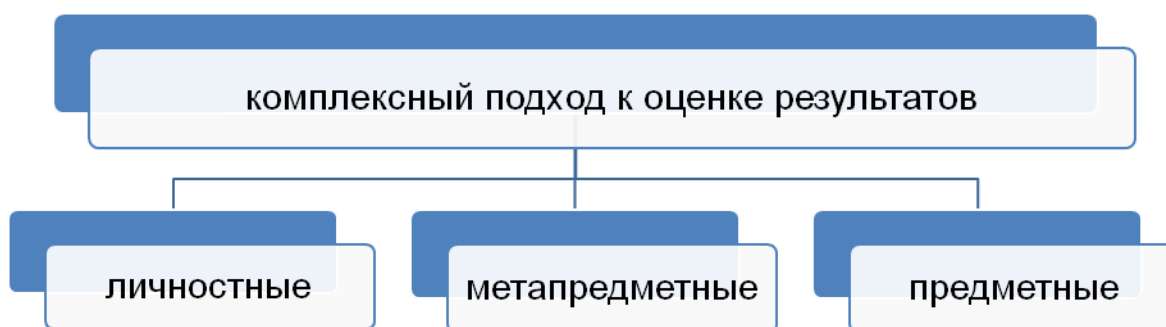 комплексный подход к оценке результатов
личностные
метапредметные
предметные